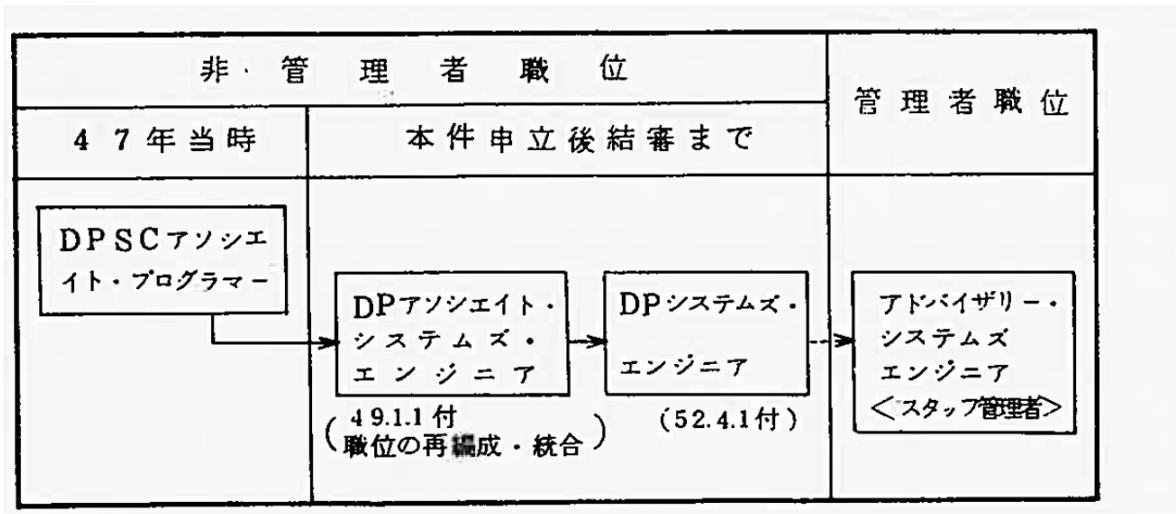 非・管理者職位
管理者職位
47年当時
本件申立後結審まで
DPSCアソシエ
イト・プログラマー
DPアソシエイト・
システムズ・
エンジニア
(49.1.1付
職位の再編成・統合)
DPシステムズ・
エンジニア
(52.4.1付)
アドバイザリー・
システムズ
エンジニア
<スタッフ管理者>